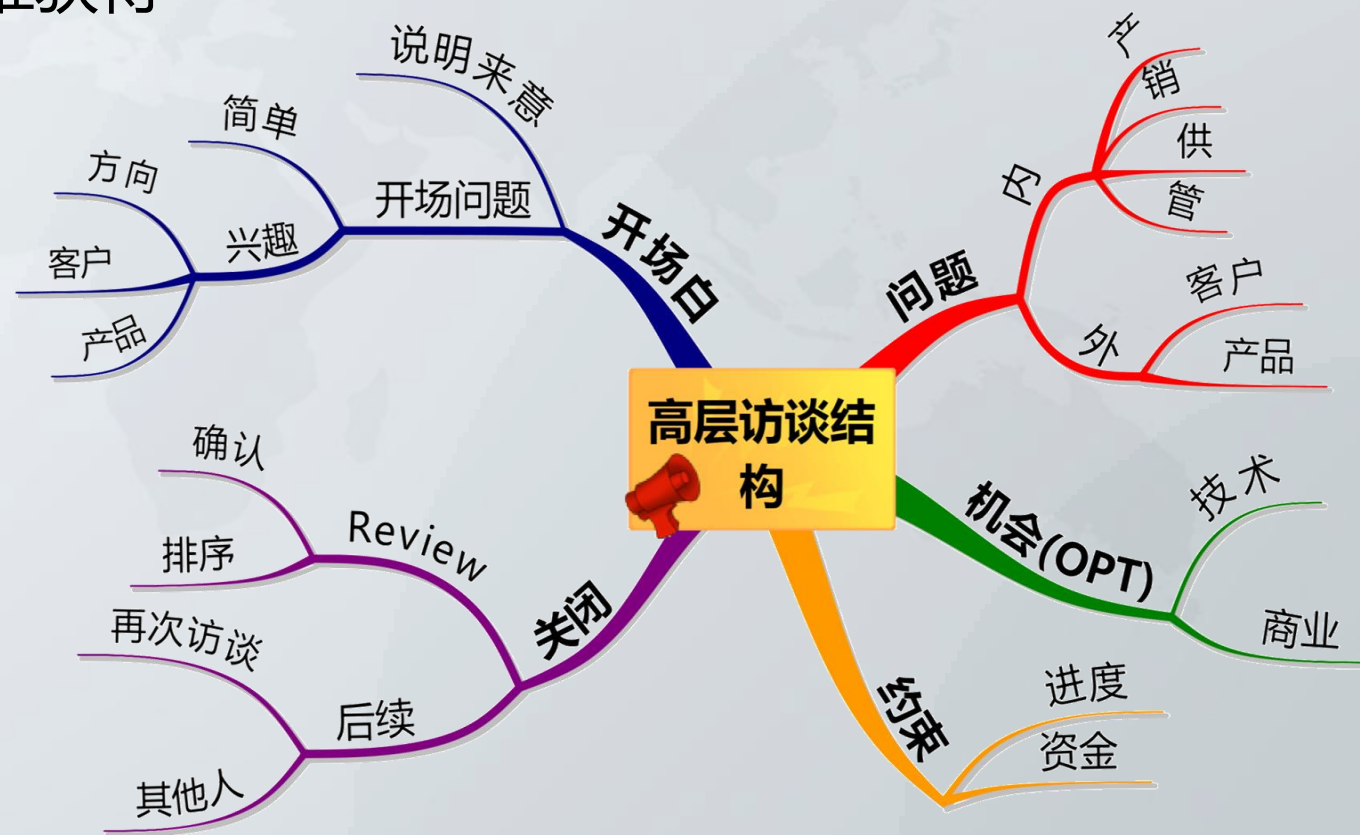 获得
高层访谈结
构
开场白
说明来意
开场问题
简单
兴趣
方向
客户
产品
问题
内
产
销
供
管
外
客户
产品
机会(OPT)
技术
商业
约束
进度
资金
关闭
Review
确认
排序
后续
再次访谈
其他人